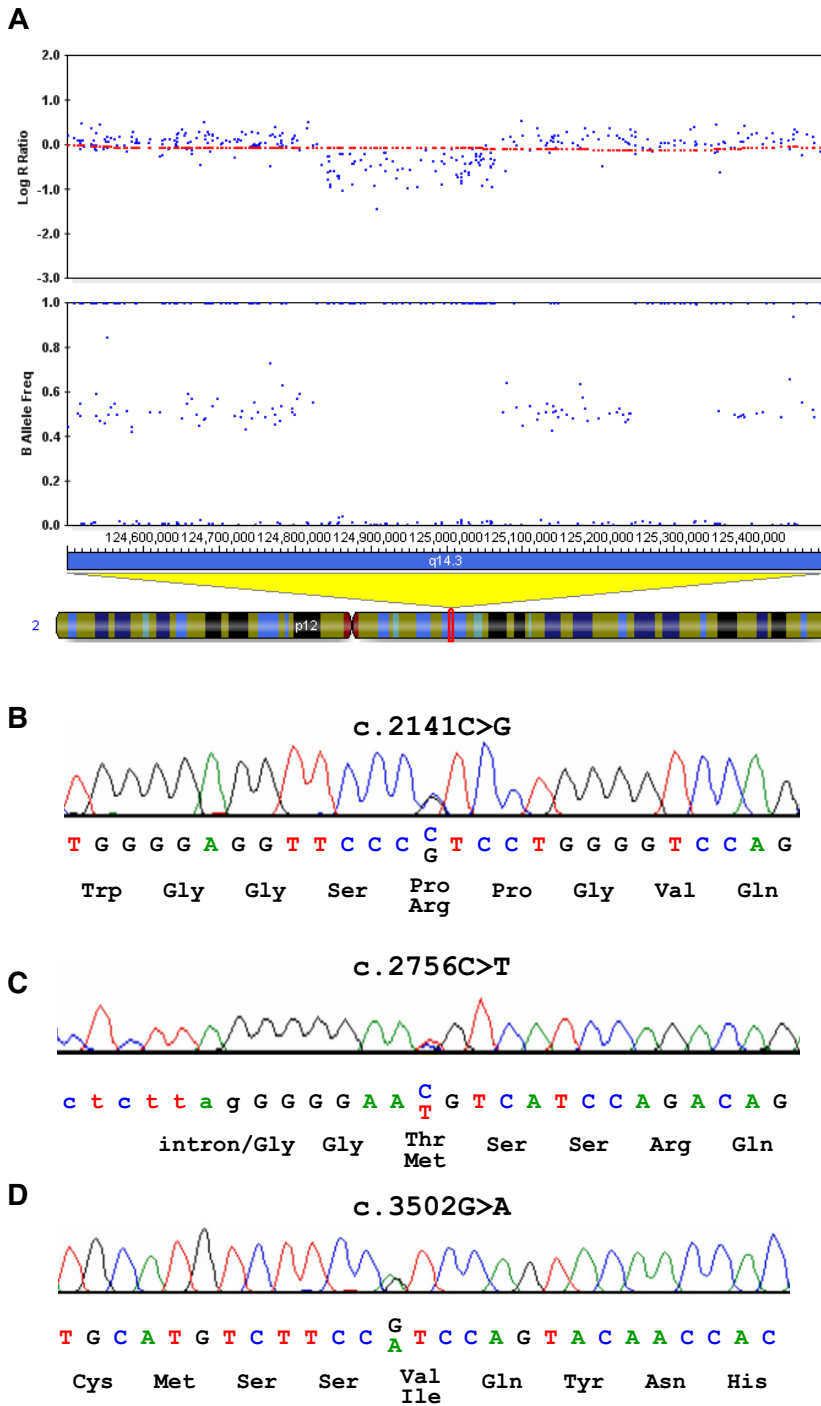 A
2.0
1.0
0.0
-1.0
-2.0
-3.0
Log R Ratio
1.0
0.8
0.6
0.4
0.2
0.0
B Allele Freq
124,600,000 124,700,000 124,800,000 124,900,000 125,000,000 125,100,000 125,200,000 125,300,000 125,400,000
q14.3
2
p12
B
c.2141C>G
T G G G G A G G T T C C C C T C C T G G G G T C C A G
G
Trp Gly Gly Ser Pro Pro Gly Val Gln
Arg
C
c.2756C>T
c t c t t a g G G G G A A C G T C A T C C A G A C A G
T
intron/Gly Gly Thr Ser Ser Arg Gln
Met
D
c.3502G>A
T G C A T G T C T T C C G T C C A G T A C A A C C A C
A
Cys Met Ser Ser Val Gln Tyr Asn His
Ile